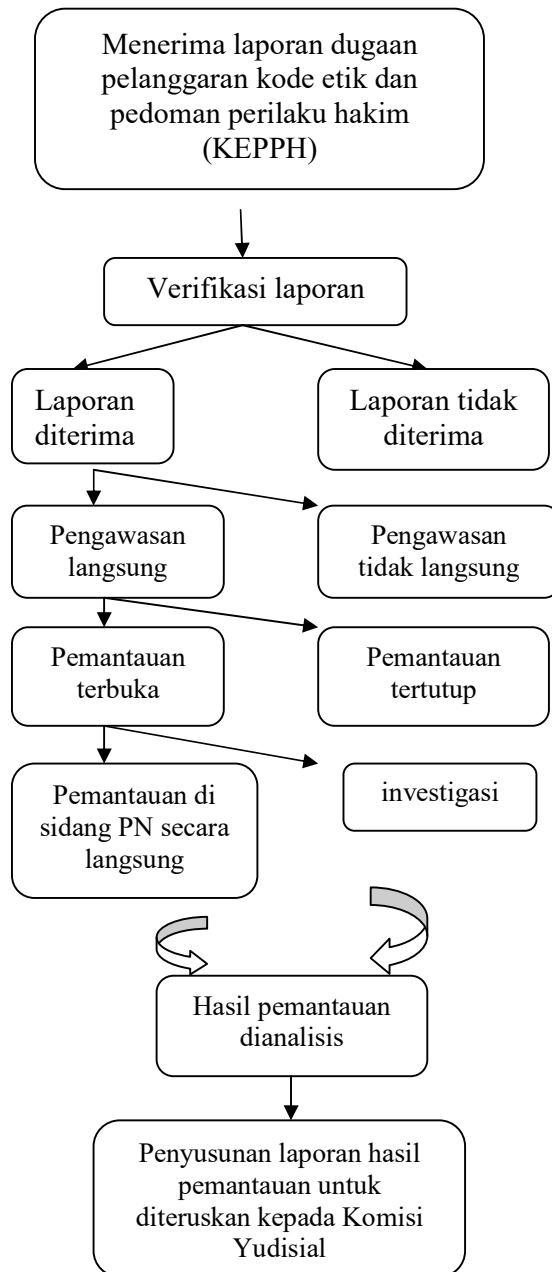 Menerima laporan dugaan
pelanggaran kode etik dan
pedoman perilaku hakim
(KEPPH)
Verifikasi laporan
Laporan
diterima
Laporan tidak
diterima
Pengawasan
langsung
Pengawasan
tidak langsung
Pemantauan
terbuka
Pemantauan
tertutup
Pemantauan di
sidang PN secara
langsung
investigasi
Hasil pemantauan
dianalisis
Penyusunan laporan hasil
pemantauan untuk
diteruskan kepada Komisi
Yudisial